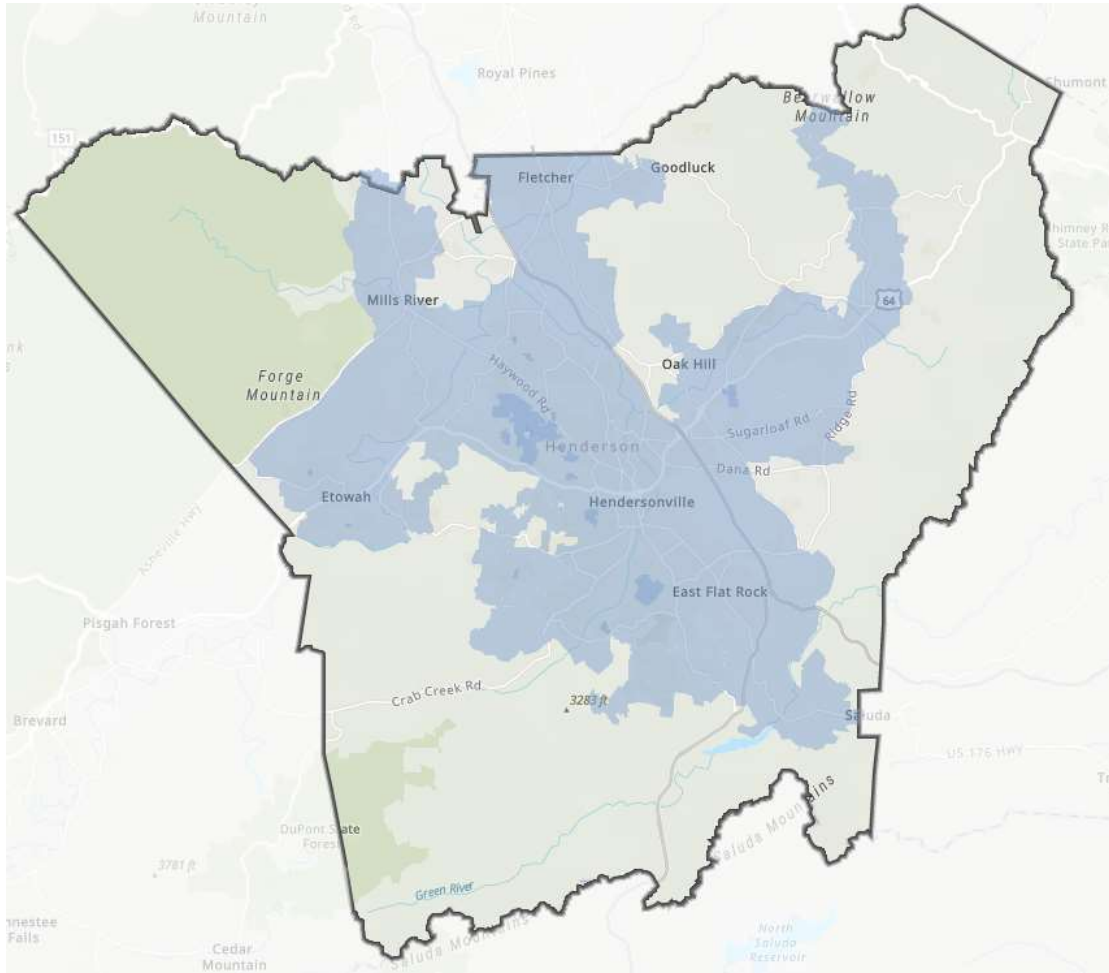 Mountain
Royal Pines
Shumont
Bearwallow
Mountain
151
Goodluck
Fletcher
himney R
State Pa
Mills River
64
Haywood Rd
Oak Hill
Forge
Mountain
Ridge Rd
Sugarloaf Rd
Henderson
Dana Rd
Etowah
Hendersonville
Asheville Hwy
East Flat Rock
Pisgah Forest
Crab Creek Rd
3283 ft
Brevard
Saluda
US 176 HWY
Saluda Mountains
DuPont State
Forest
3781 ft
Green River
nnestee
Falls
Saluda Mountains
Cedar
Mountain
North
Saluda
Reservoir